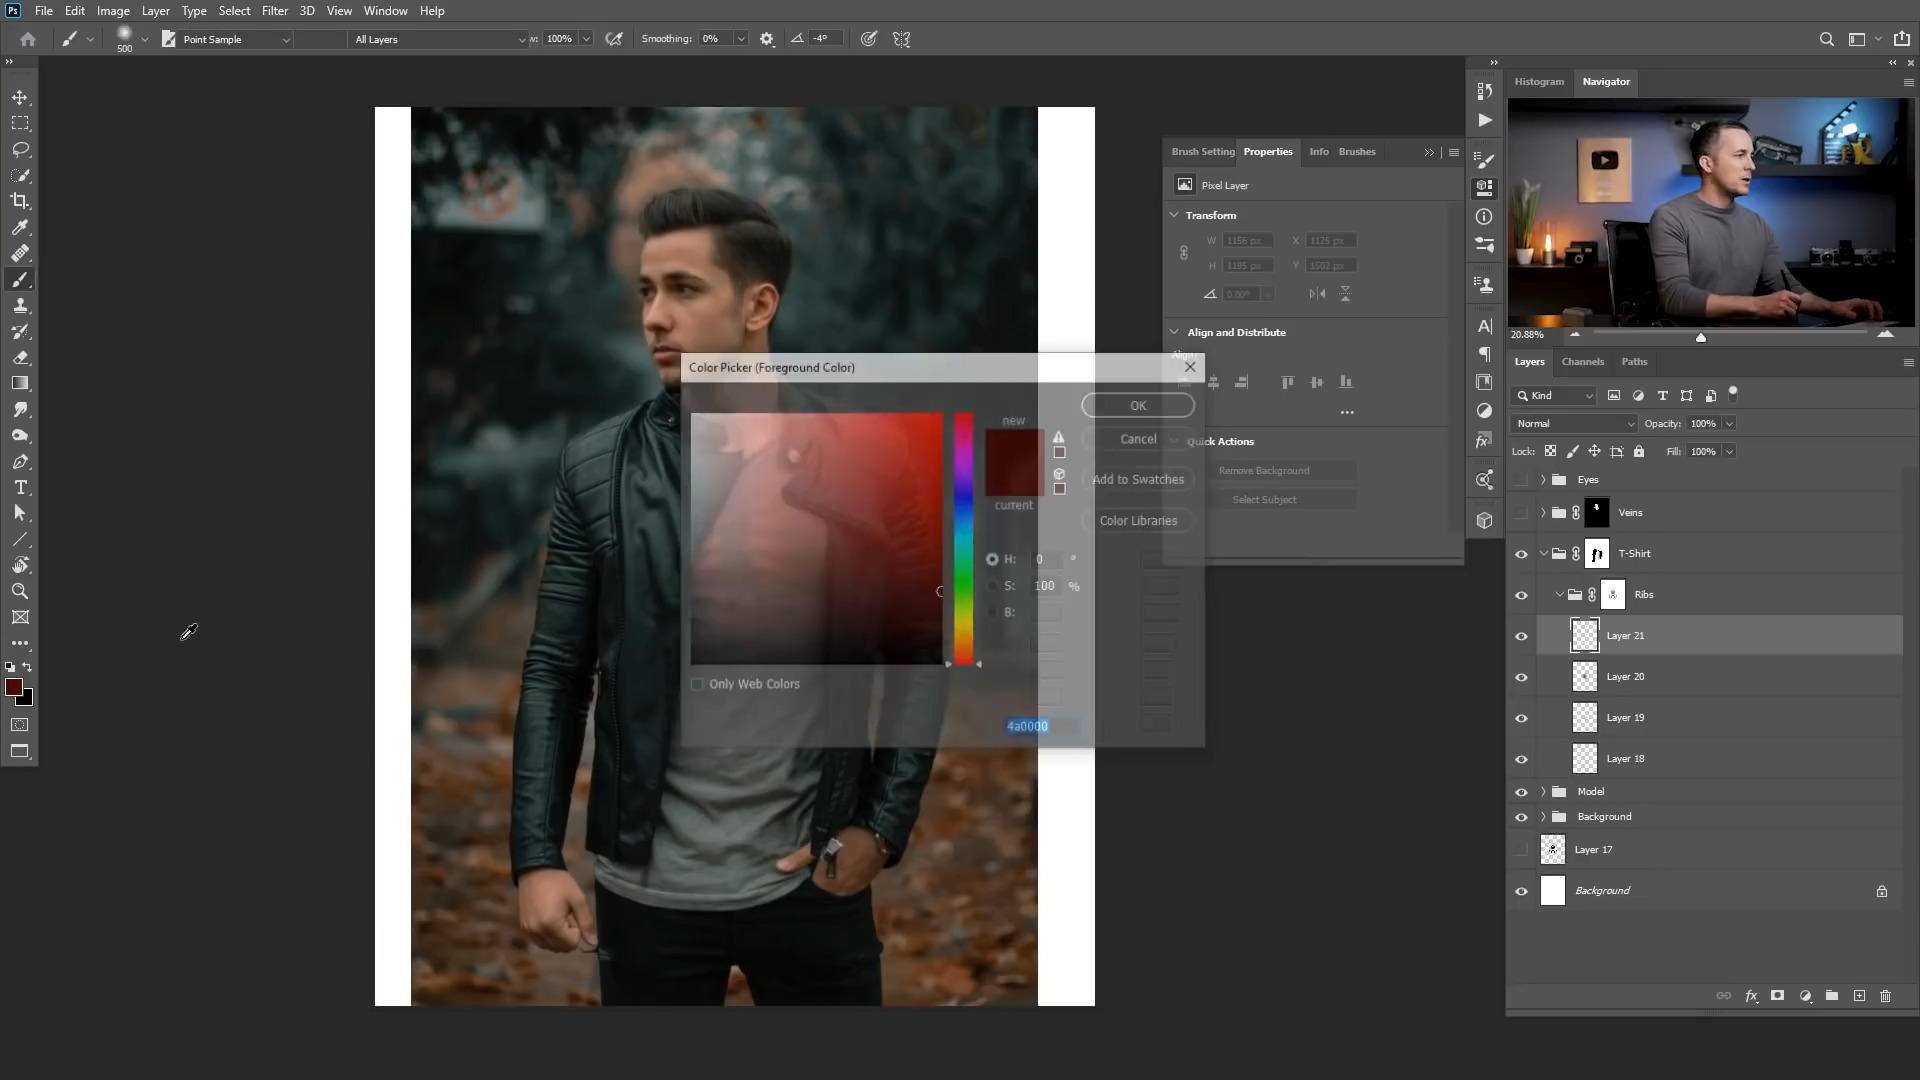 Ps File Edit Image Layer Type Select Filter 3D View Window Help
500 Point Sample All Layers w: 100% Smoothing: 0% -4°
Histogram Navigator
Brush Setting Properties Info Brushes
Pixel Layer
Transform
W 1156 px X 1125 px
H 1195 px Y 1502 px
0.00°
Align and Distribute
Align:
Quick Actions
Remove Background
Select Subject
Color Picker (Foreground Color)
new
current
OK
Cancel
Add to Swatches
Color Libraries
H: 0 °
S: 100 %
B:
Only Web Colors
4a0000
20.88%
Layers Channels Paths
Kind
Normal Opacity: 100%
Lock: Fill: 100%
Eyes
Veins
T-Shirt
Ribs
Layer 21
Layer 20
Layer 19
Layer 18
Model
Background
Layer 17
Background